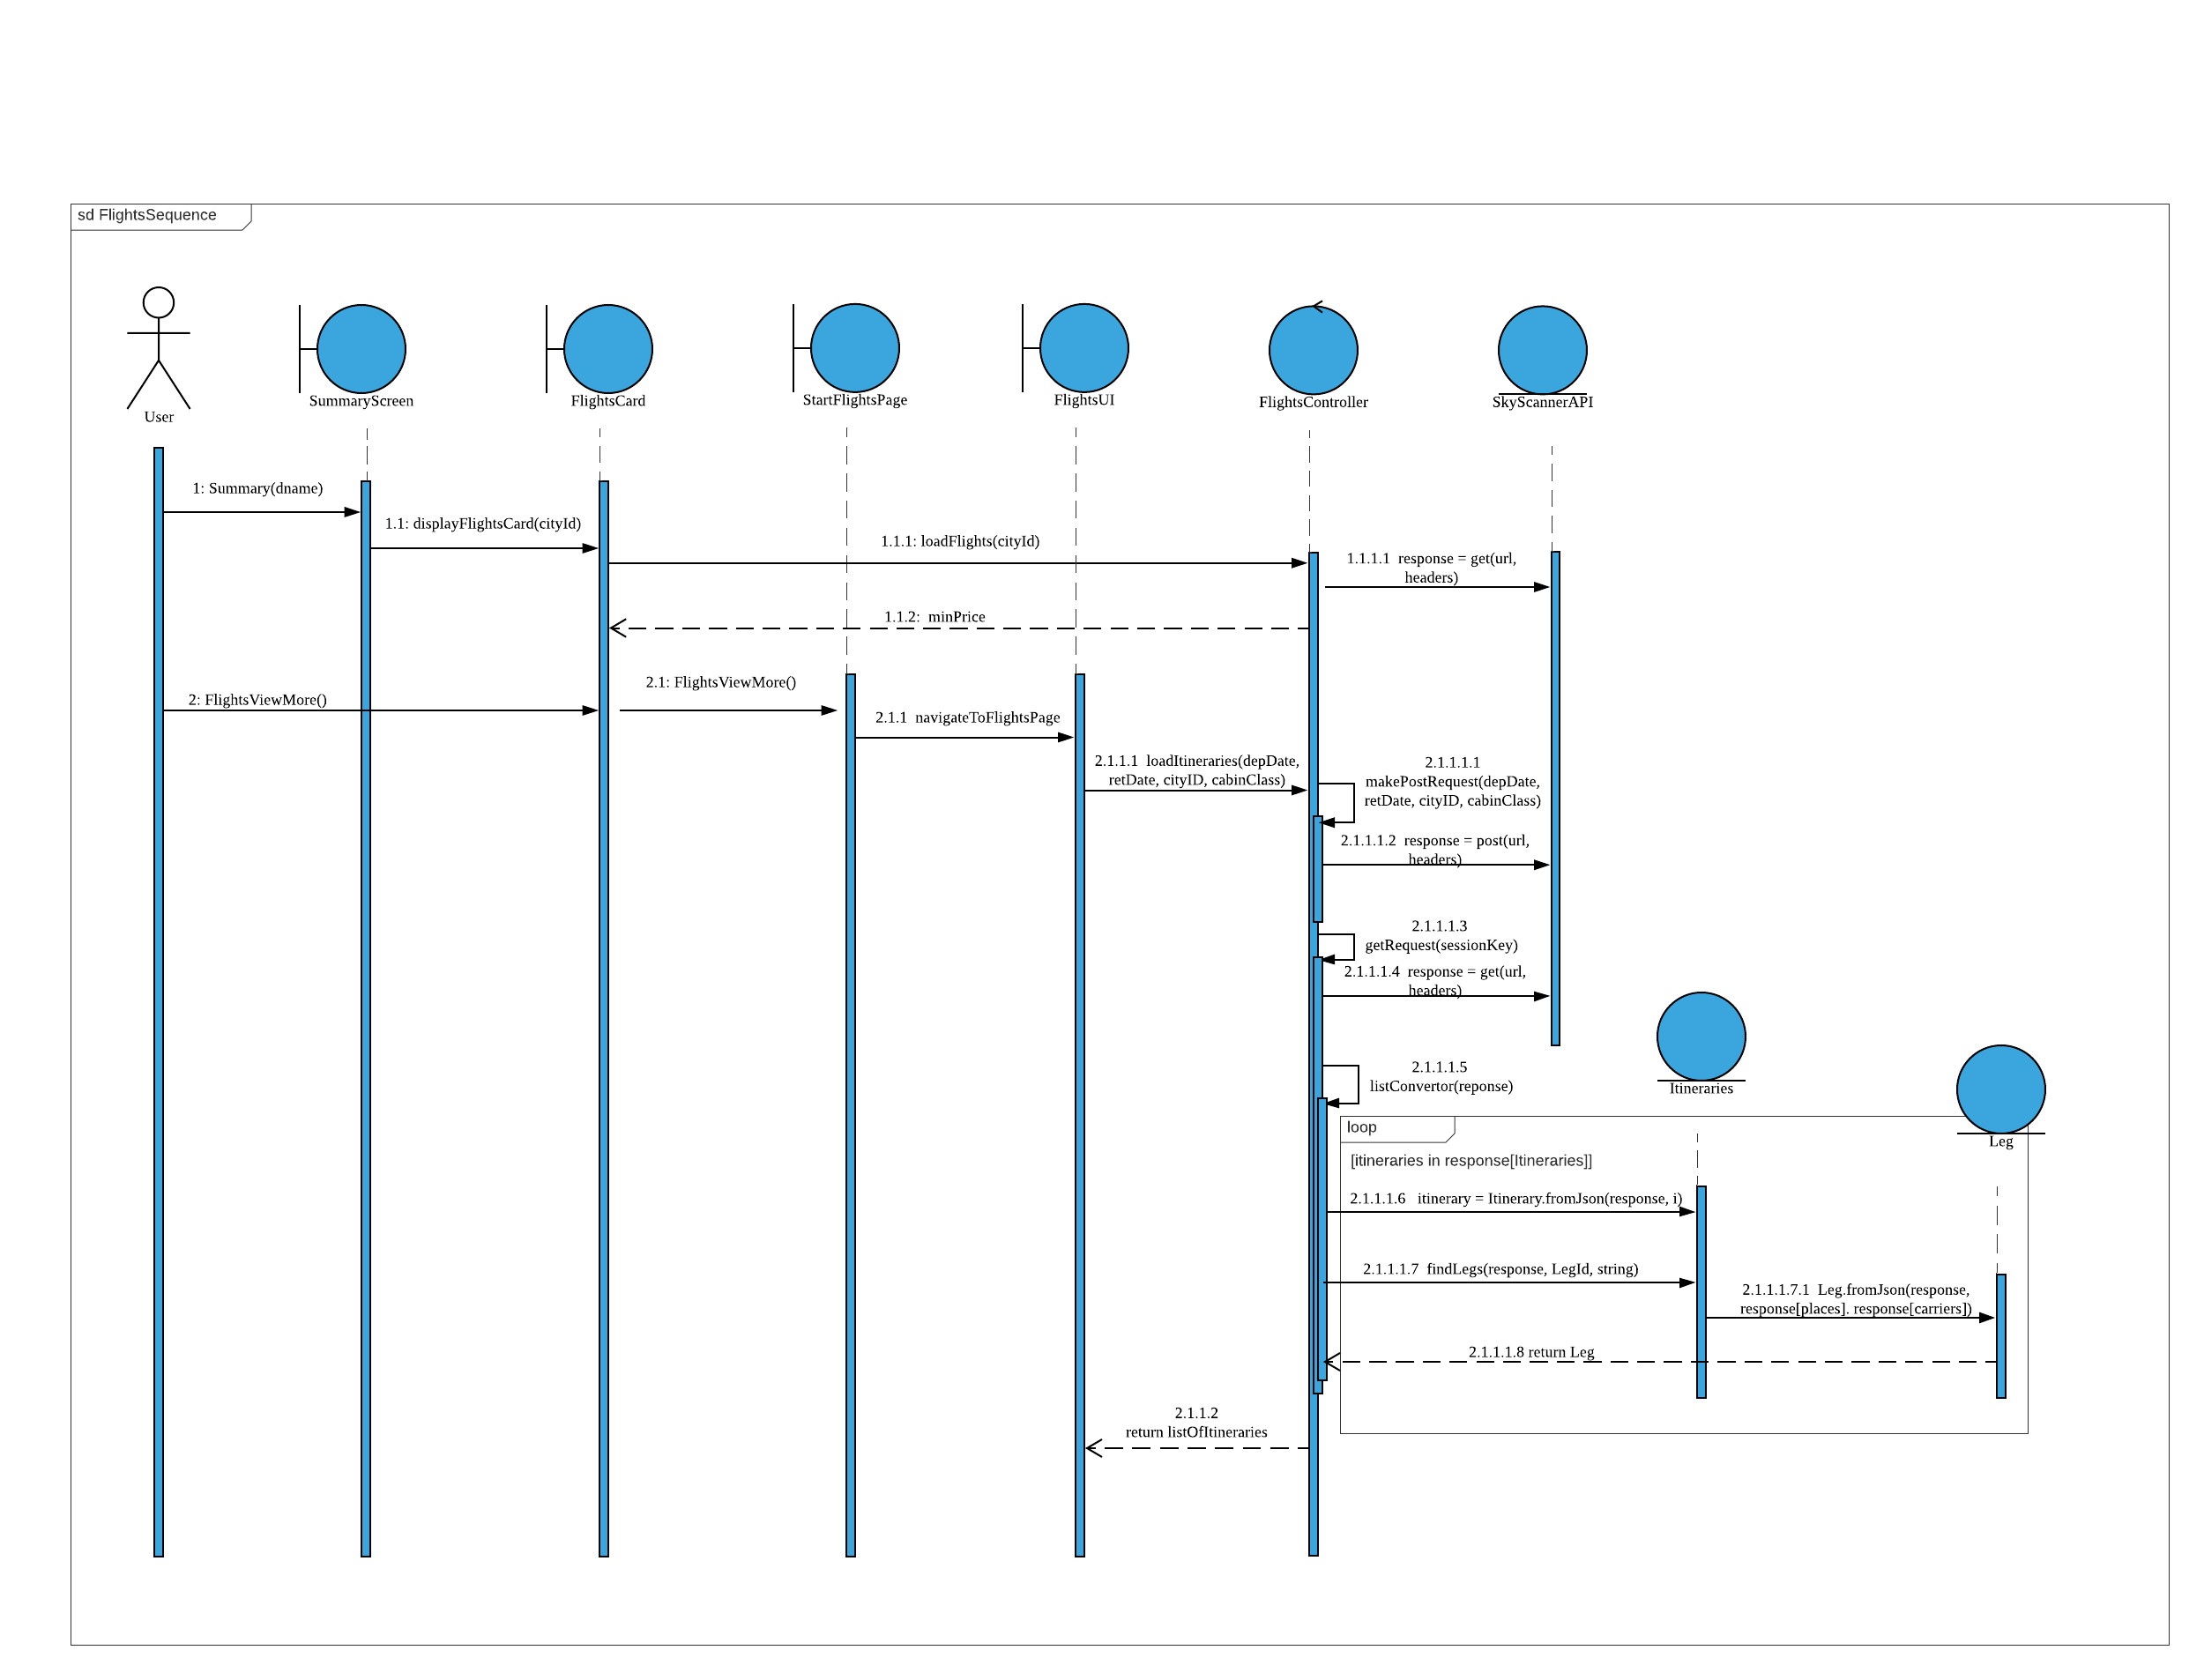 sd FlightsSequence
User
SummaryScreen
FlightsCard
StartFlightsPage
FlightsUI
FlightsController
SkyScannerAPI
1: Summary(dname)
1.1: displayFlightsCard(cityId)
1.1.1: loadFlights(cityId)
1.1.1.1 response = get(url,
headers)
1.1.2: minPrice
2: FlightsViewMore()
2.1: FlightsViewMore()
2.1.1 navigateToFlightsPage
2.1.1.1 loadItineraries(depDate,
retDate, cityID, cabinClass)
2.1.1.1.1
makePostRequest(depDate,
retDate, cityID, cabinClass)
2.1.1.1.2 response = post(url,
headers)
2.1.1.1.3
getRequest(sessionKey)
2.1.1.1.4 response = get(url,
headers)
2.1.1.1.5
listConvertor(reponse)
Itineraries
Leg
loop
[itineraries in response[Itineraries]]
2.1.1.1.6 itinerary = Itinerary.fromJson(response, i)
2.1.1.1.7 findLegs(response, LegId, string)
2.1.1.1.7.1 Leg.fromJson(response,
response[places]. response[carriers])
2.1.1.1.8 return Leg
2.1.1.2
return listOfItineraries